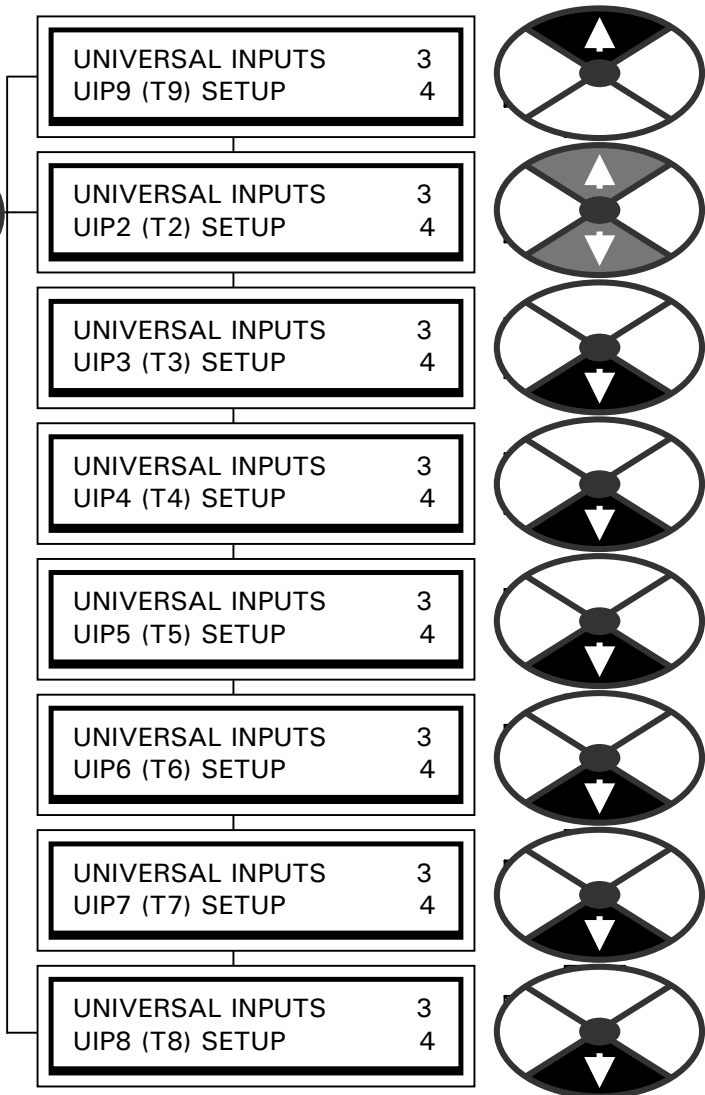 UNIVERSAL INPUTS 3
UIP9 (T9) SETUP 4
UNIVERSAL INPUTS 3
UIP2 (T2) SETUP 4
UNIVERSAL INPUTS 3
UIP3 (T3) SETUP 4
UNIVERSAL INPUTS 3
UIP4 (T4) SETUP 4
UNIVERSAL INPUTS 3
UIP5 (T5) SETUP 4
UNIVERSAL INPUTS 3
UIP6 (T6) SETUP 4
UNIVERSAL INPUTS 3
UIP7 (T7) SETUP 4
UNIVERSAL INPUTS 3
UIP8 (T8) SETUP 4